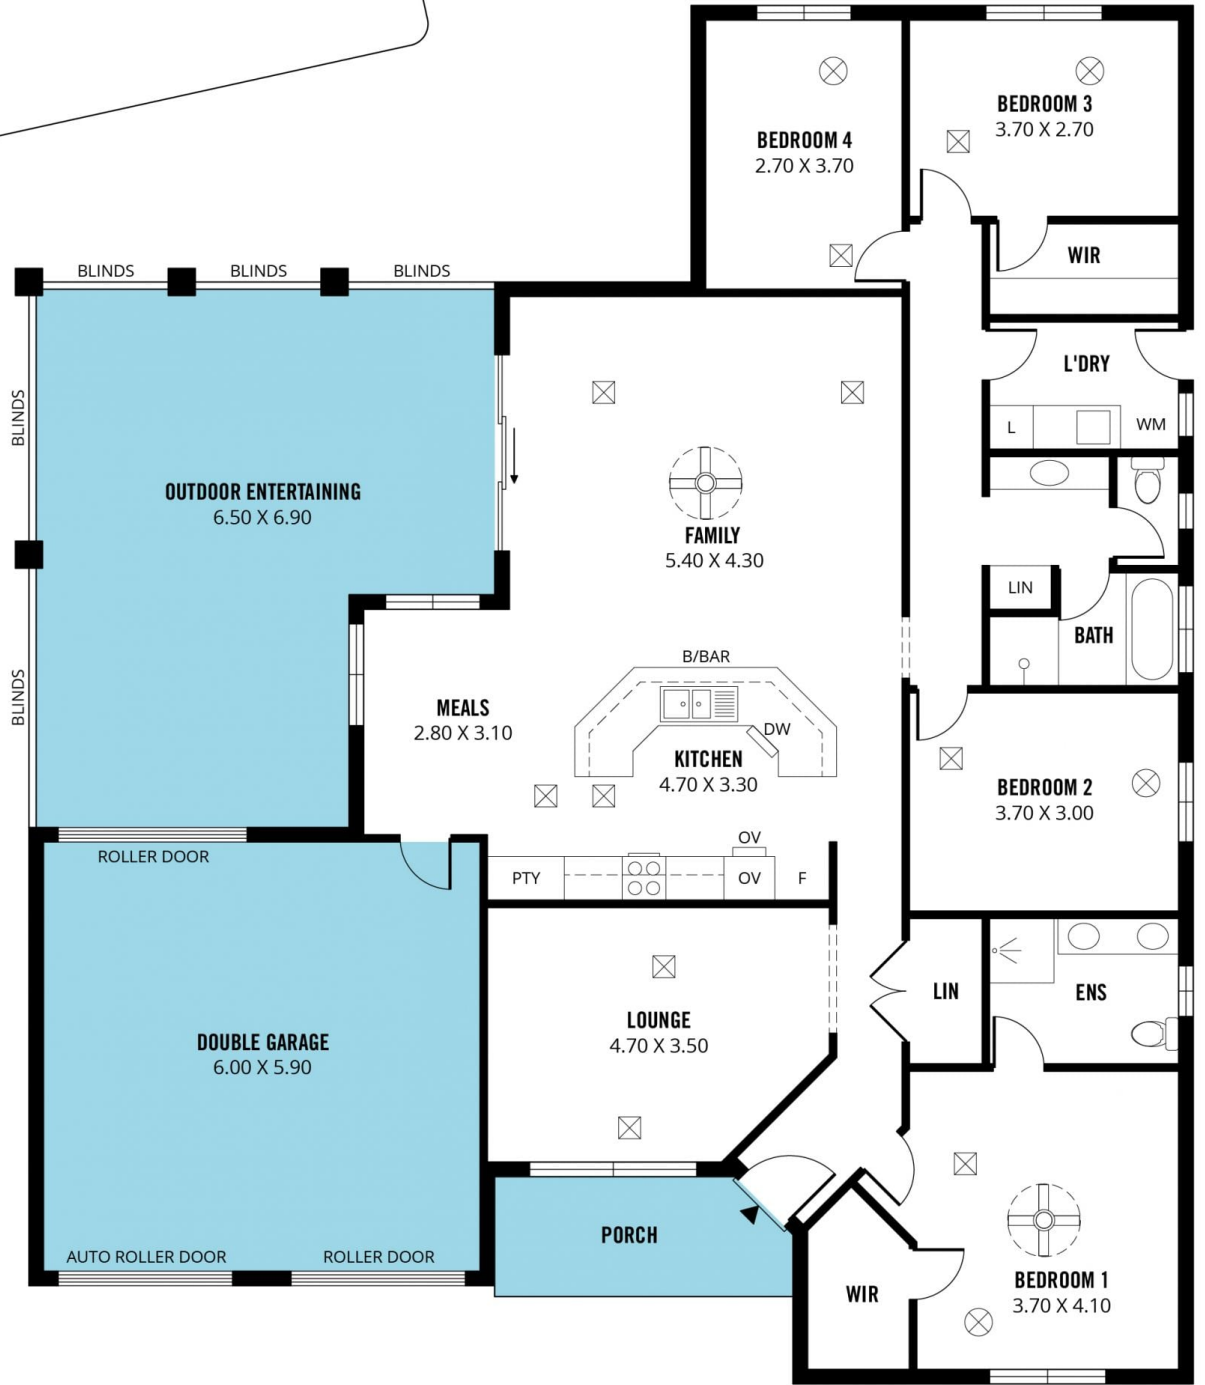 BEDROOM 3
3.70 X 2.70
BEDROOM 4
2.70 X 3.70
WIR
BLINDS
BLINDS
BLINDS
L'DRY
BLINDS
L
WM
OUTDOOR ENTERTAINING
6.50 X 6.90
FAMILY
5.40 X 4.30
LIN
BATH
B/BAR
BLINDS
MEALS
2.80 X 3.10
DW
KITCHEN
4.70 X 3.30
BEDROOM 2
3.70 X 3.00
ROLLER DOOR
OV
PTY
OV
F
LIN
ENS
LOUNGE
4.70 X 3.50
DOUBLE GARAGE
6.00 X 5.90
PORCH
AUTO ROLLER DOOR
ROLLER DOOR
WIR
BEDROOM 1
3.70 X 4.10